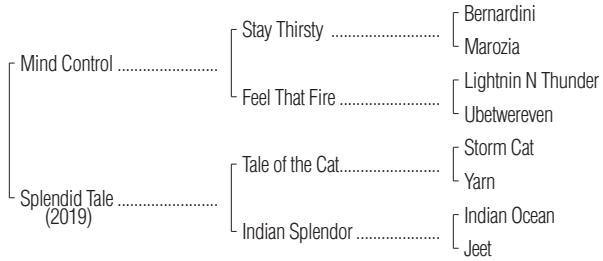 Bernardini
Stay Thirsty ........................
Marozia
Mind Control ......................
Lightnin N Thunder
Feel That Fire ......................
Ubetwereven
Storm Cat
Tale of the Cat......................
Yarn
Splendid Tale ......................
(2019)
Indian Ocean
Indian Splendor ..................
Jeet